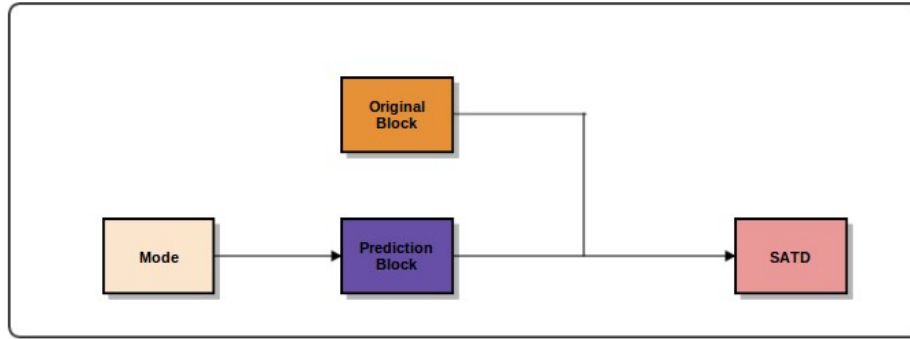 Original
Block
Mode
Prediction
Block
SATD